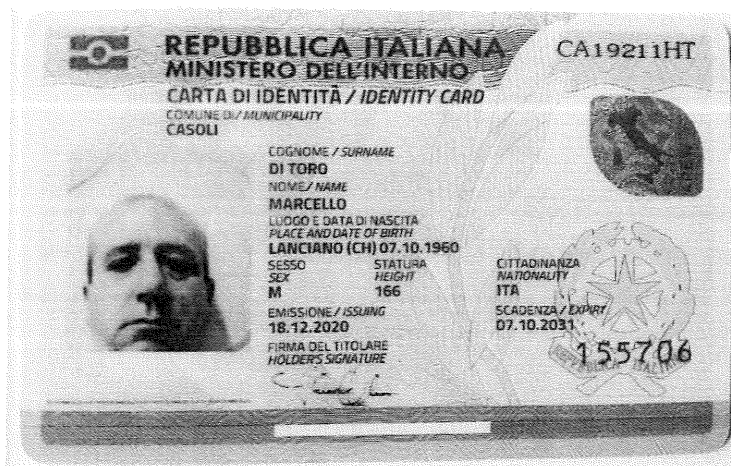 REPUBBLICA ITALIANA
MINISTERO DELL'INTERNO
CA19211HT
CARTA DI IDENTITÀ / IDENTITY CARD
COMUNE DI / MUNICIPALITY
CASOLI
COGNOME / SURNAME
DI TORO
NOME / NAME
MARCELLO
LUOGO E DATA DI NASCITA
PLACE AND DATE OF BIRTH
LANCIANO (CH) 07.10.1960
SESSO STATURA CITTADINANZA
SEX HEIGHT NATIONALITY
M 166 ITA
EMISSIONE / ISSUING SCADENZA / EXPIRY
18.12.2020 07.10.2031
FIRMA DEL TITOLARE
HOLDER'S SIGNATURE
155706
REPUBBLICA ITALIANA